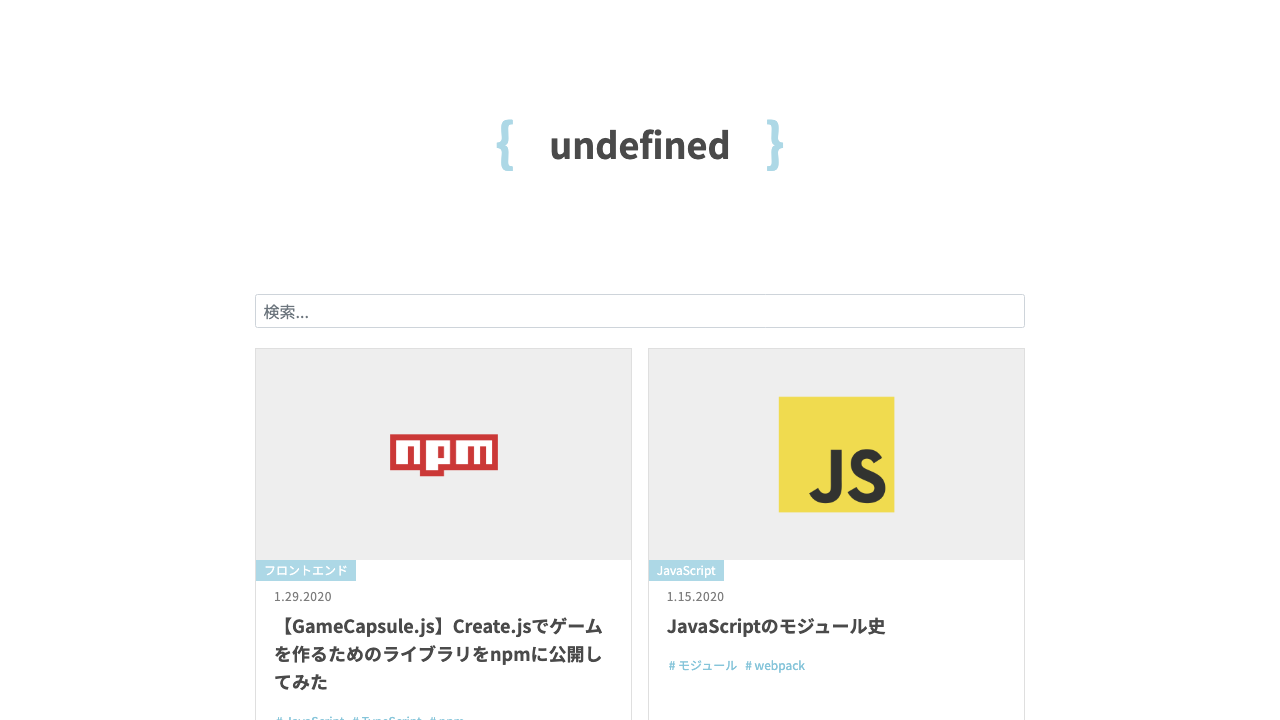 { undefined }
検索...
npm
JS
フロントエンド
1.29.2020
【GameCapsule.js】Create.jsでゲーム
を作るためのライブラリをnpmに公開し
てみた
# JavaScript # TypeScript # npm
JavaScript
1.15.2020
JavaScriptのモジュール史
# モジュール # webpack